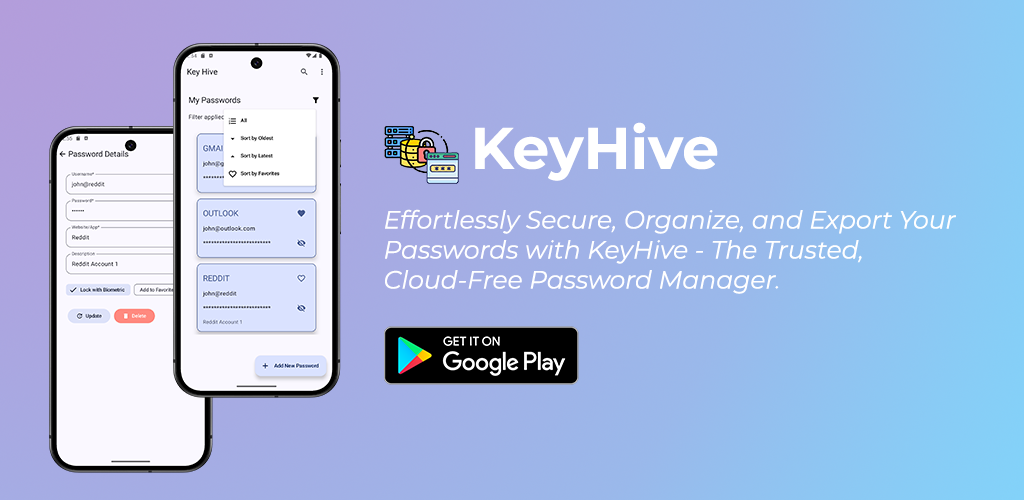 Key Hive
My Passwords
Filter applied
All
Sort by Oldest
Sort by Latest
Sort by Favorites
GMAI
john@g
OUTLOOK
john@outlook.com
••••••••••••••••••••••••••
REDDIT
john@reddit
••••••••••••••••••••••••••
Reddit Account 1
+ Add New Password
Password Details
Username*
john@reddit
Password*
••••••
Website/App*
Reddit
Description
Reddit Account 1
Lock with Biometric Add to Favorite
Update Delete
KeyHive
Effortlessly Secure, Organize, and Export Your
Passwords with KeyHive - The Trusted,
Cloud-Free Password Manager.
GET IT ON
Google Play